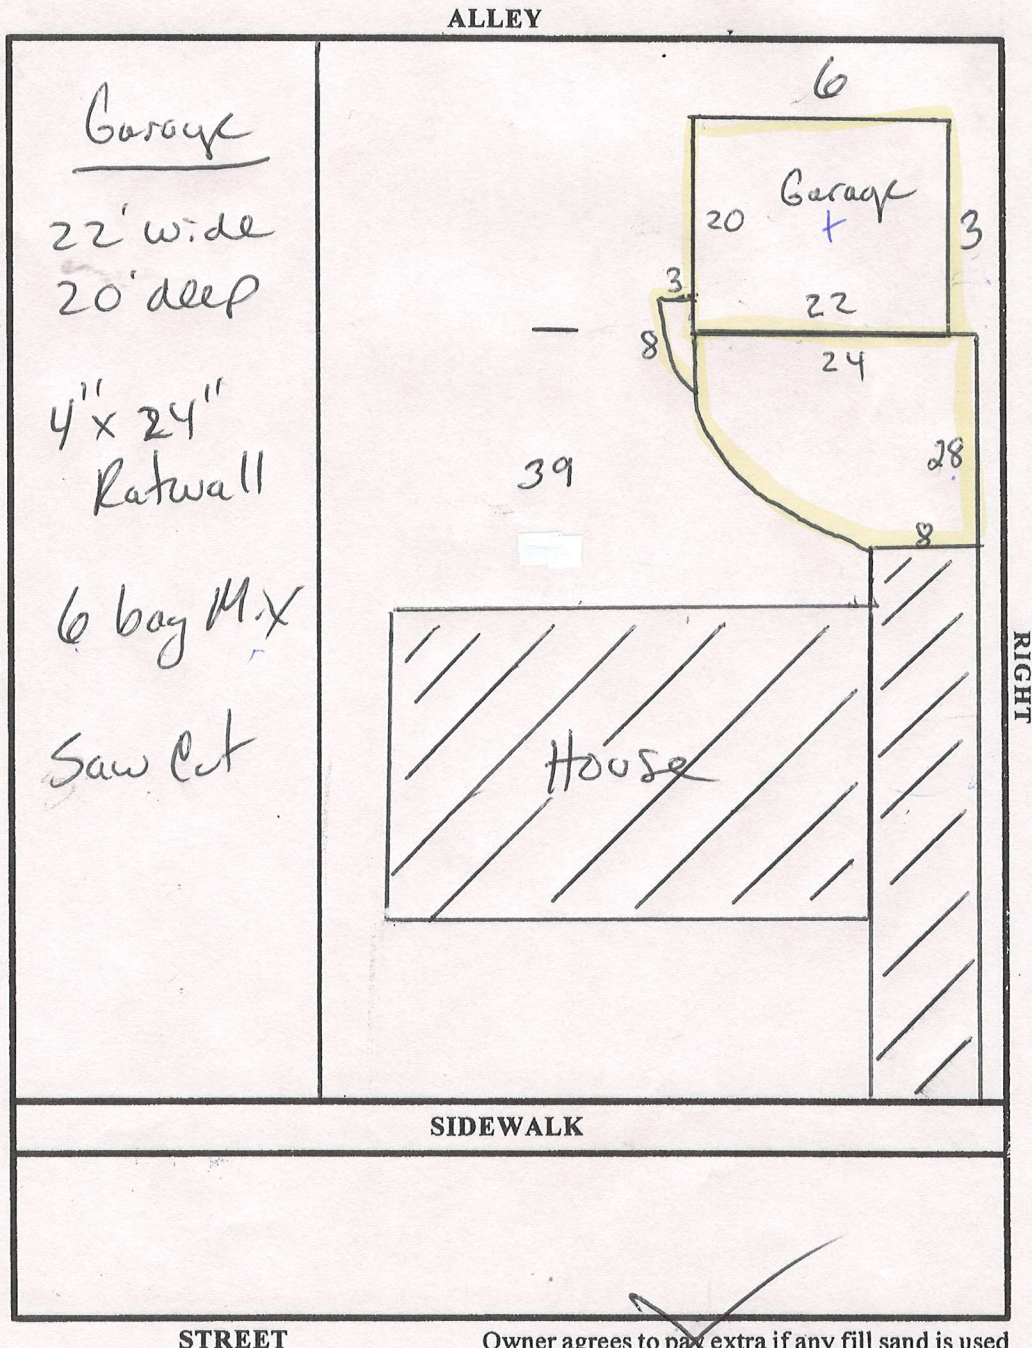 ALLEY
Garage
22' wide
20' deep
4" x 24"
Ratwall
6 bag Mix
Saw Cut
6
Garage
20
3
3
22
8
24
39
28
8
House
RIGHT
SIDEWALK
STREET
Owner agrees to pay extra if any fill sand is used